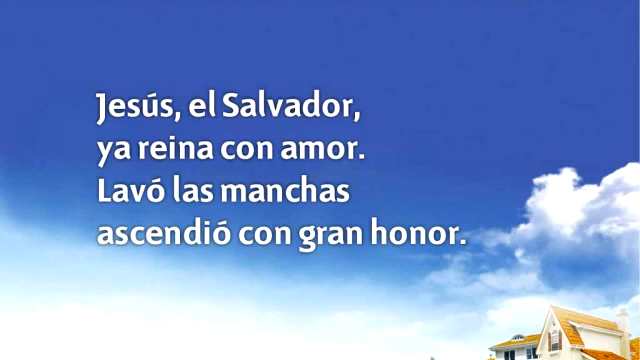 Jesús, el Salvador,
ya reina con amor.
Lavó las manchas
ascendió con gran honor.